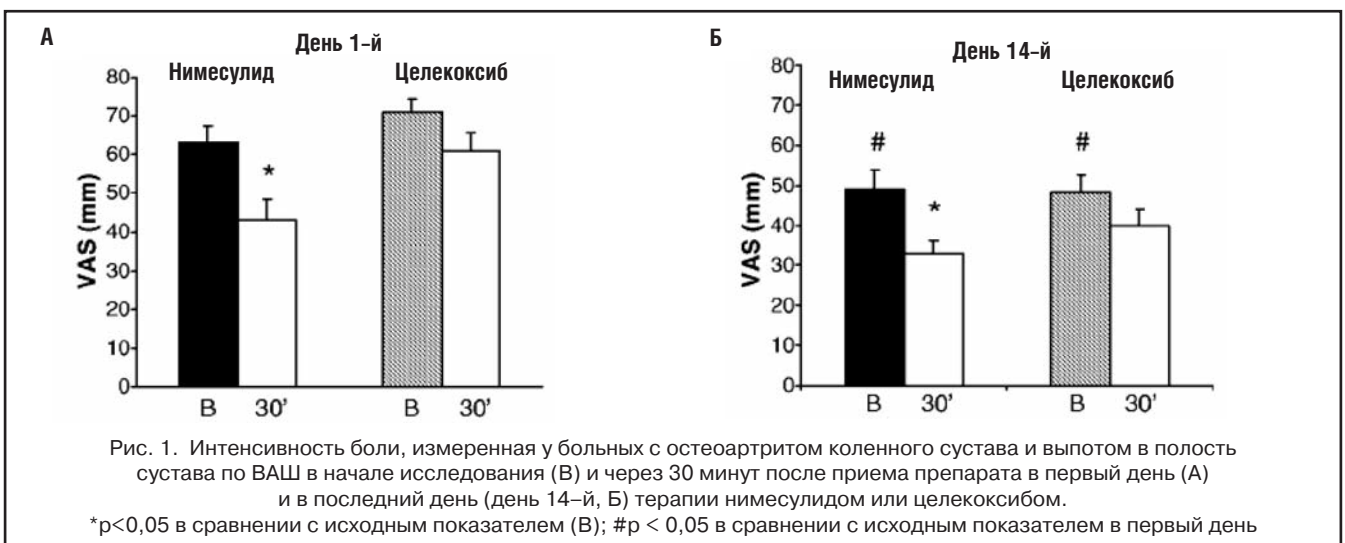 А
День 1–й
Нимесулид Целекоксиб
VAS (mm)
80
70
60
50
40
30
20
10
0
*
B 30' B 30'
Б
День 14–й
Нимесулид Целекоксиб
VAS (mm)
80
70
60
50
40
30
20
10
0
# #
*
B 30' B 30'
Рис. 1. Интенсивность боли, измеренная у больных с остеоартритом коленного сустава и выпотом в полость
сустава по ВАШ в начале исследования (В) и через 30 минут после приема препарата в первый день (А)
и в последний день (день 14–й, Б) терапии нимесулидом или целекоксибом.
*p<0,05 в сравнении с исходным показателем (В); #p < 0,05 в сравнении с исходным показателем в первый день